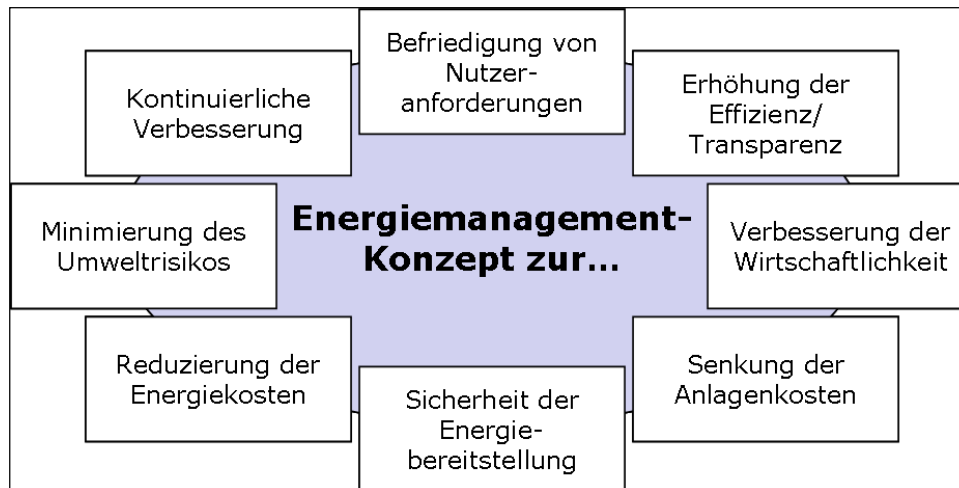 Befriedigung von
Nutzer-
anforderungen
Kontinuierliche
Verbesserung
Erhöhung der
Effizienz/
Transparenz
Minimierung des
Umweltrisikos
Energiemanagement-
Konzept zur...
Verbesserung der
Wirtschaftlichkeit
Reduzierung der
Energiekosten
Sicherheit der
Energie-
bereitstellung
Senkung der
Anlagenkosten